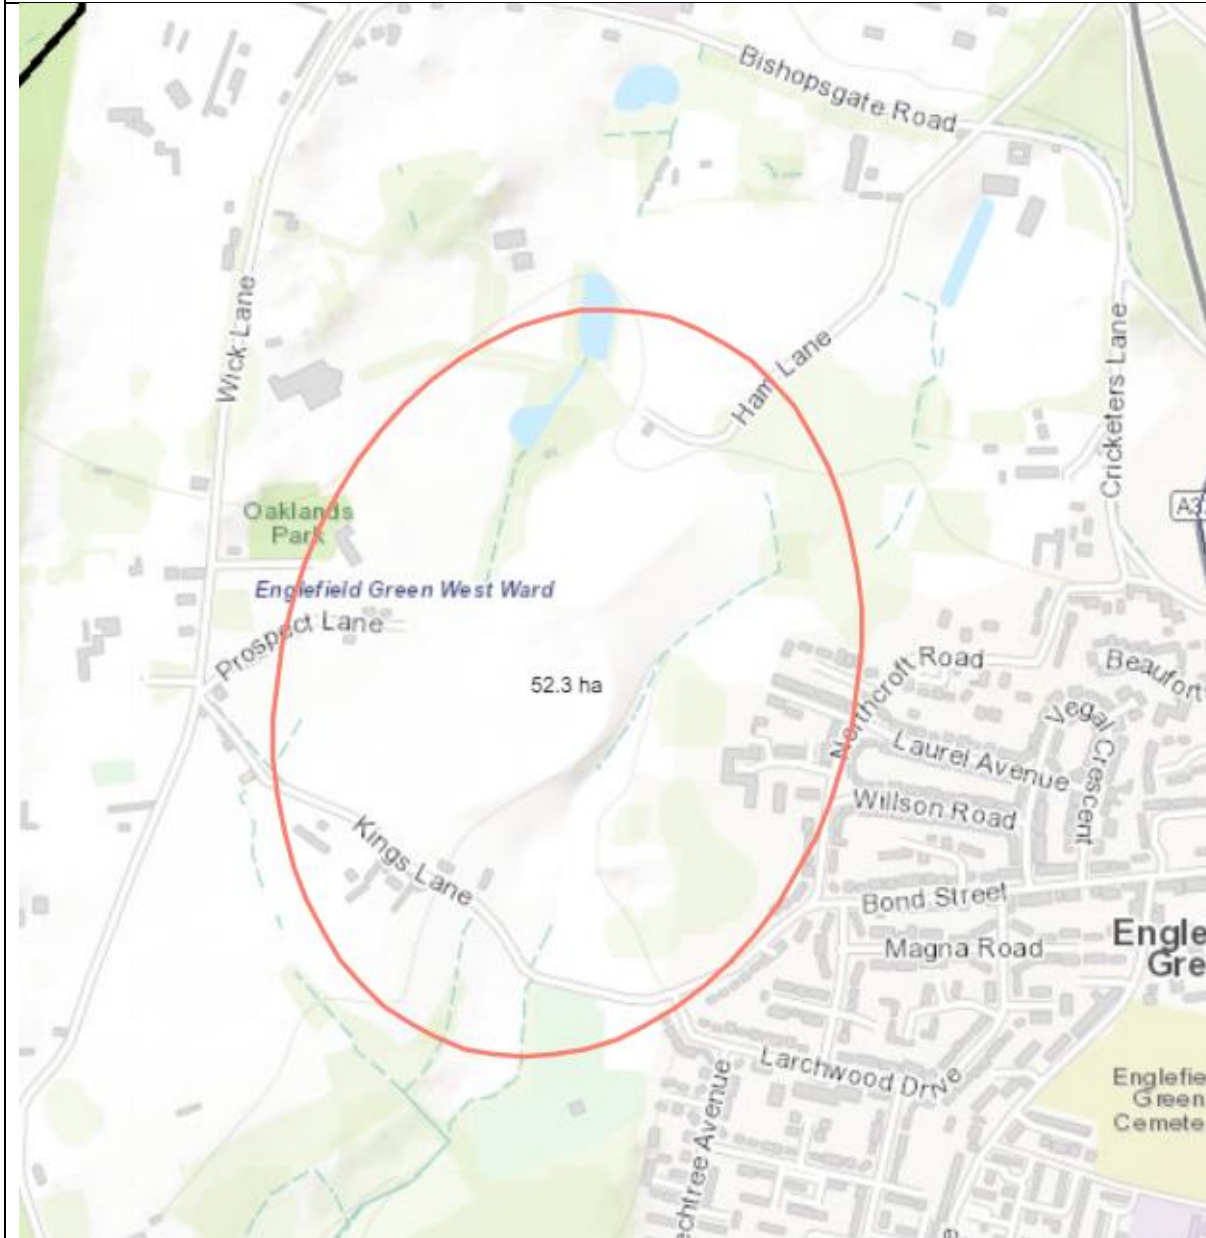 Bishopsgate Road
Wick Lane
Ham Lane
Cricketers Lane
Oaklands
Park
Englefield Green West Ward
Prospect Lane
52.3 ha
Northcroft Road
Beaufort
Vegal Crescent
Laurel Avenue
Willson Road
Kings Lane
Bond Street
Magna Road
Engle
Gre
Larchwood Drive
Englefie
Green
Cemete
echtree Avenue